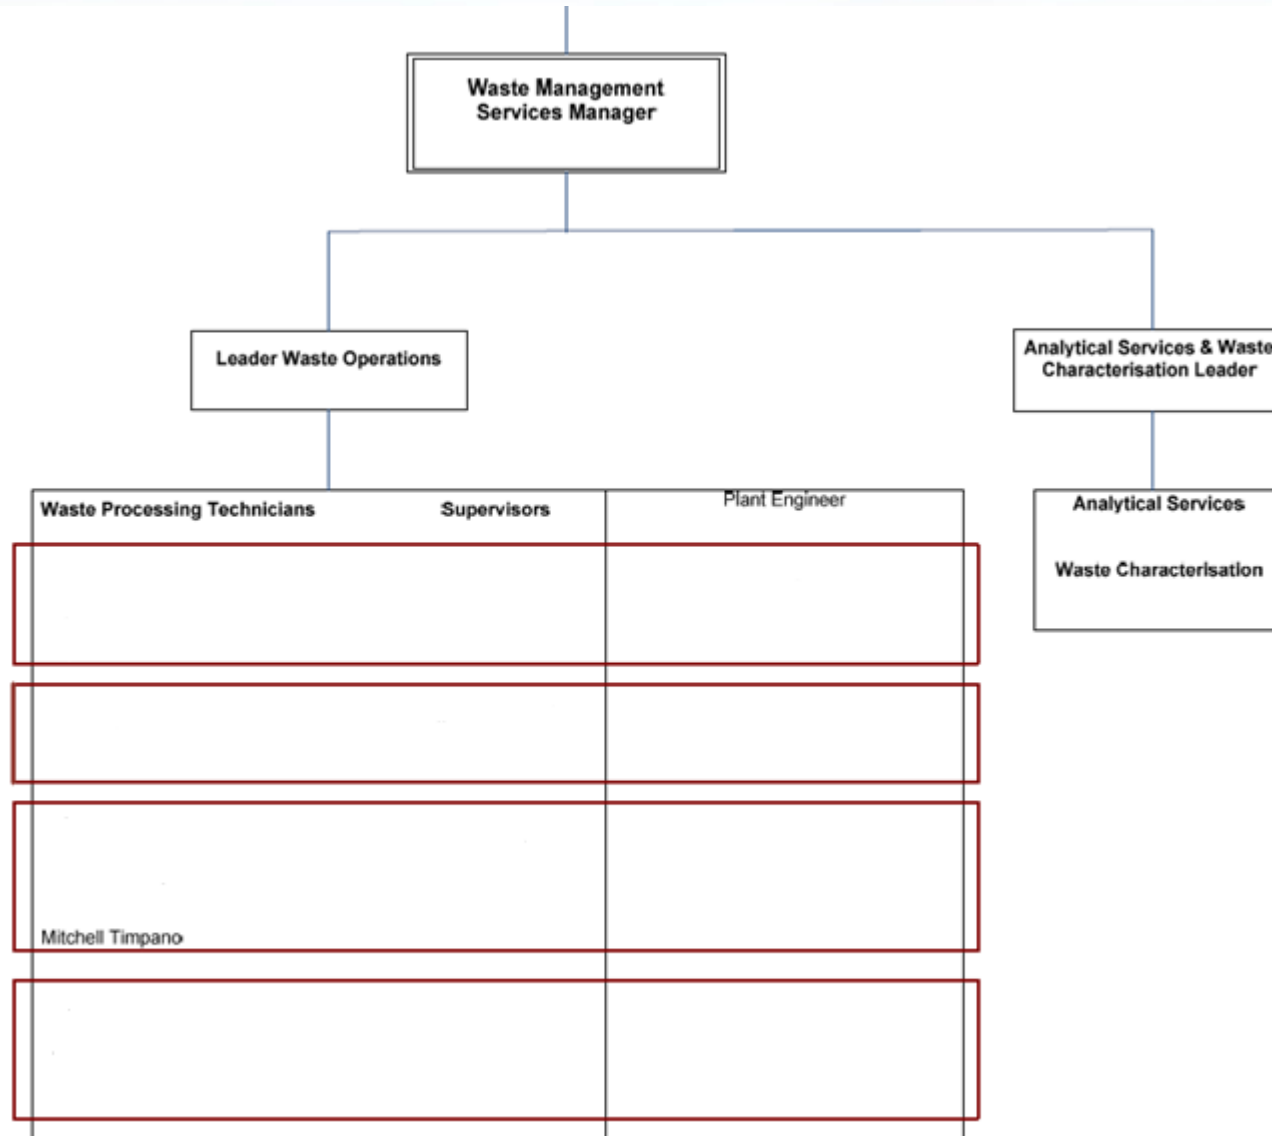 Waste Management
Services Manager
Leader Waste Operations
Analytical Services & Waste
Characterisation Leader
Waste Processing Technicians
Supervisors
Plant Engineer
Analytical Services
Waste Characterisation
Mitchell Timpano